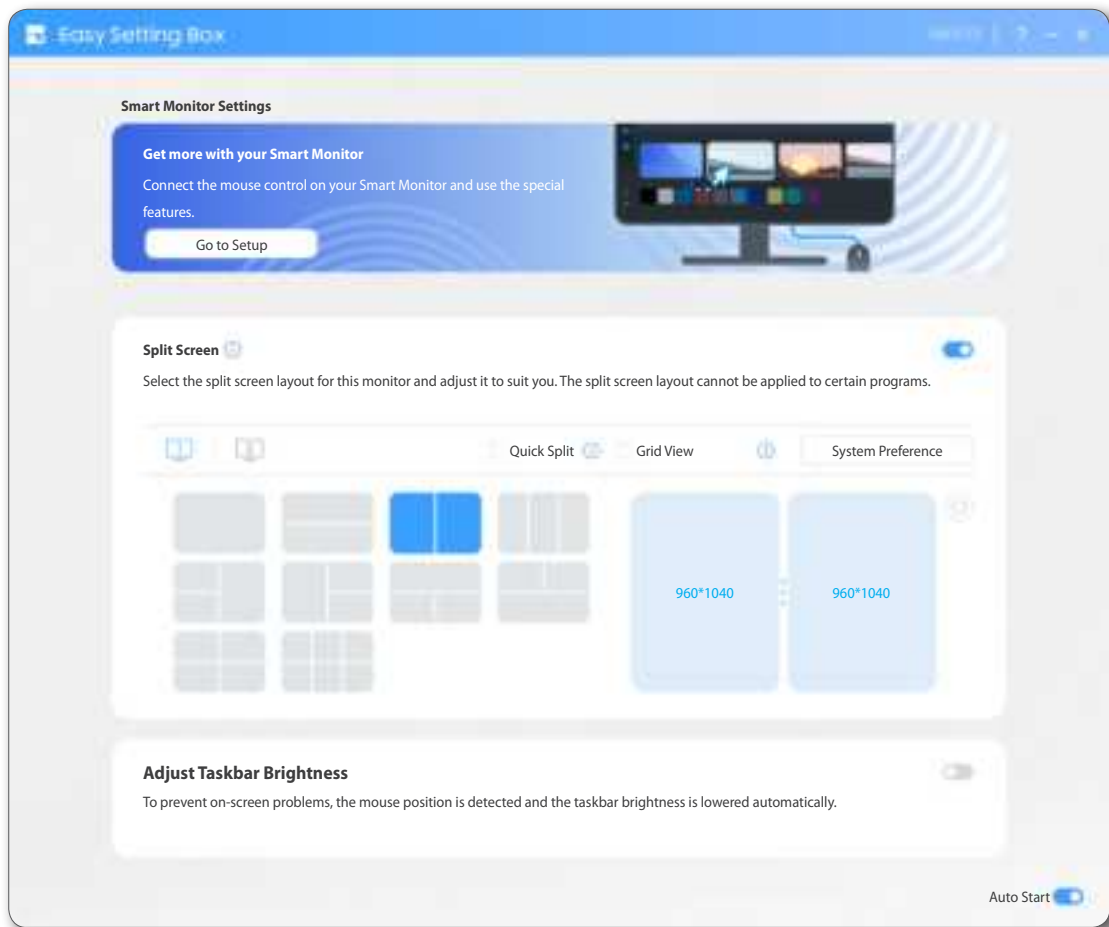 Easy Setting Box
Smart Monitor Settings
Get more with your Smart Monitor
Connect the mouse control on your Smart Monitor and use the special
features.
Go to Setup
Split Screen
Select the split screen layout for this monitor and adjust it to suit you. The split screen layout cannot be applied to certain programs.
Quick Split Grid View System Preference
960*1040 960*1040
Adjust Taskbar Brightness
To prevent on-screen problems, the mouse position is detected and the taskbar brightness is lowered automatically.
Auto Start